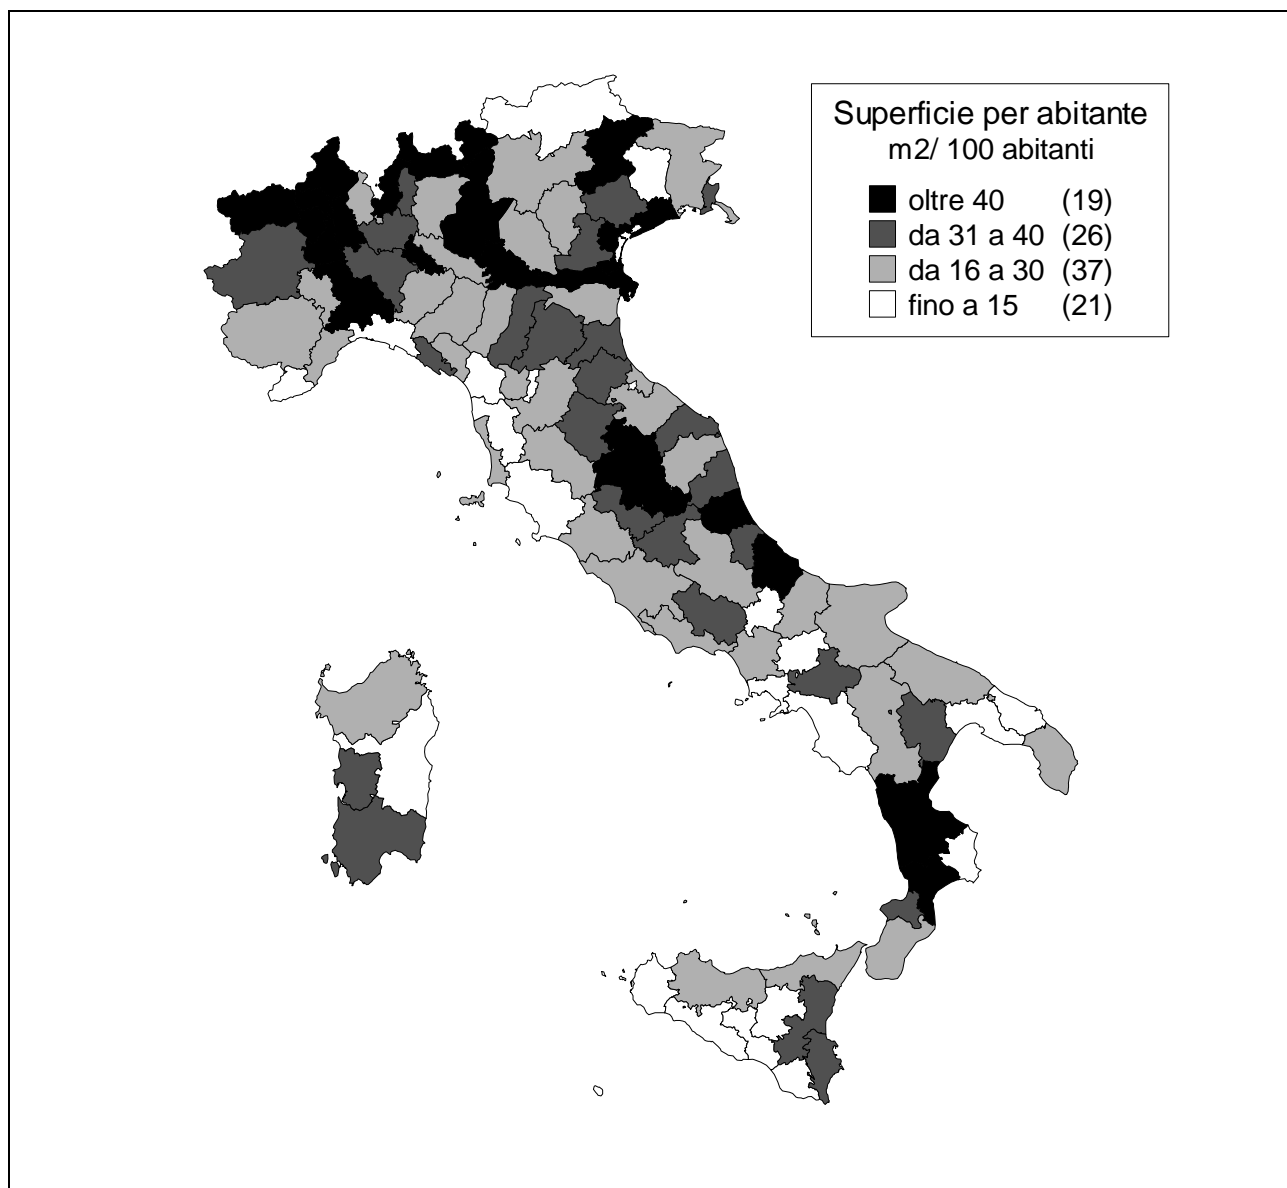 Superficie per abitante
m2/ 100 abitanti
oltre 40 (19)
da 31 a 40 (26)
da 16 a 30 (37)
fino a 15 (21)